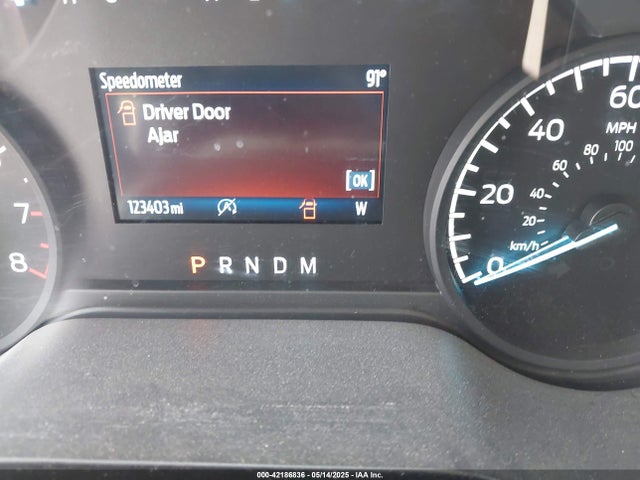 Speedometer 91°
Driver Door
Ajar
[OK]
123403 mi W
P R N D M
7
8
0
20
40
60
MPH
20
40
60
80
100
km/h
000-42186836 - 05/14/2025 - IAA Inc.